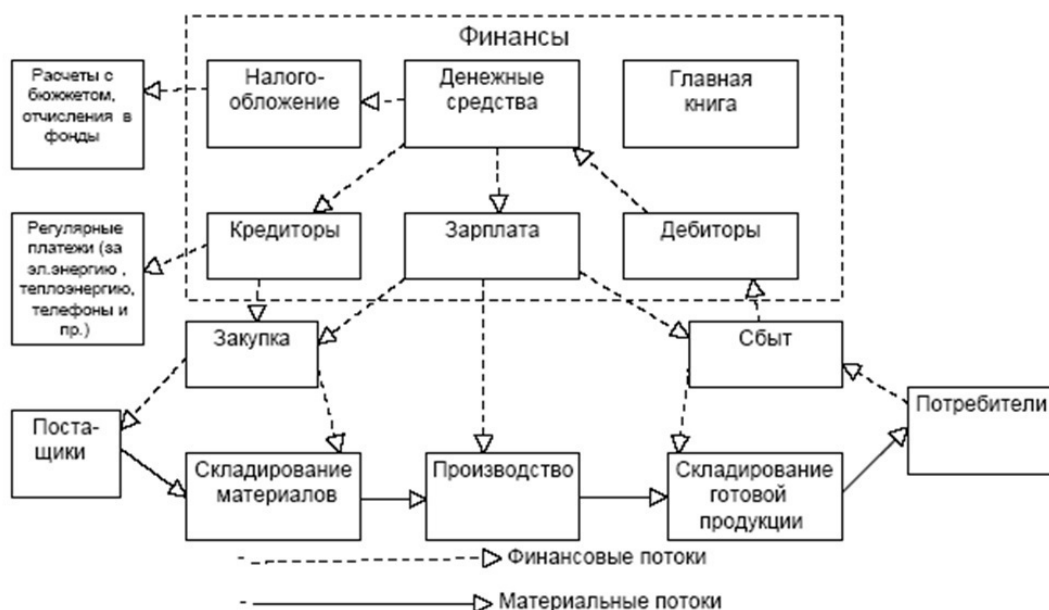 Финансы
Расчеты с
бюжкетом,
отчисления в
фонды
Налого-
обложение
Денежные
средства
Главная
книга
Регулярные
платежи (за
эл.энергию ,
теплоэнергию,
телефоны и
пр.)
Кредиторы
Зарплата
Дебиторы
Закупка
Сбыт
Поста-
щики
Потребители
Складирование
материалов
Производство
Складирование
готовой
продукции
Финансовые потоки
Материальные потоки